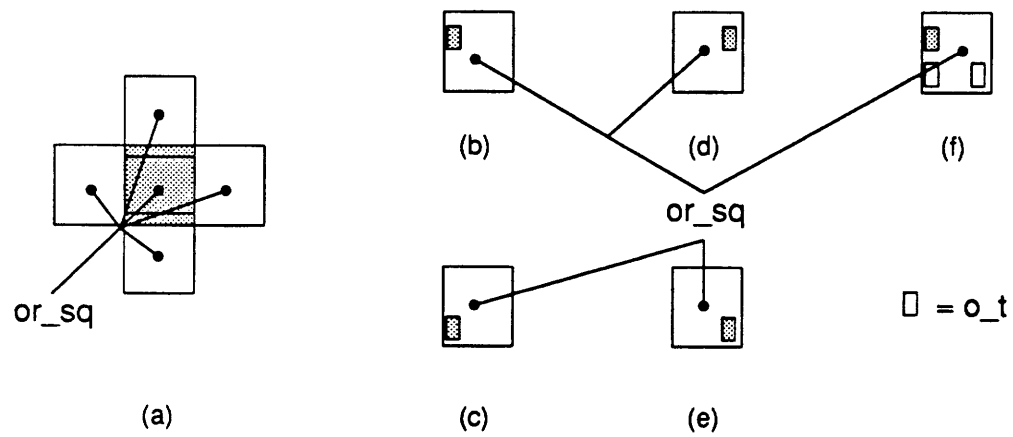 (b)
(d)
(f)
or_sq
or_sq
= o_t
(a)
(c)
(e)